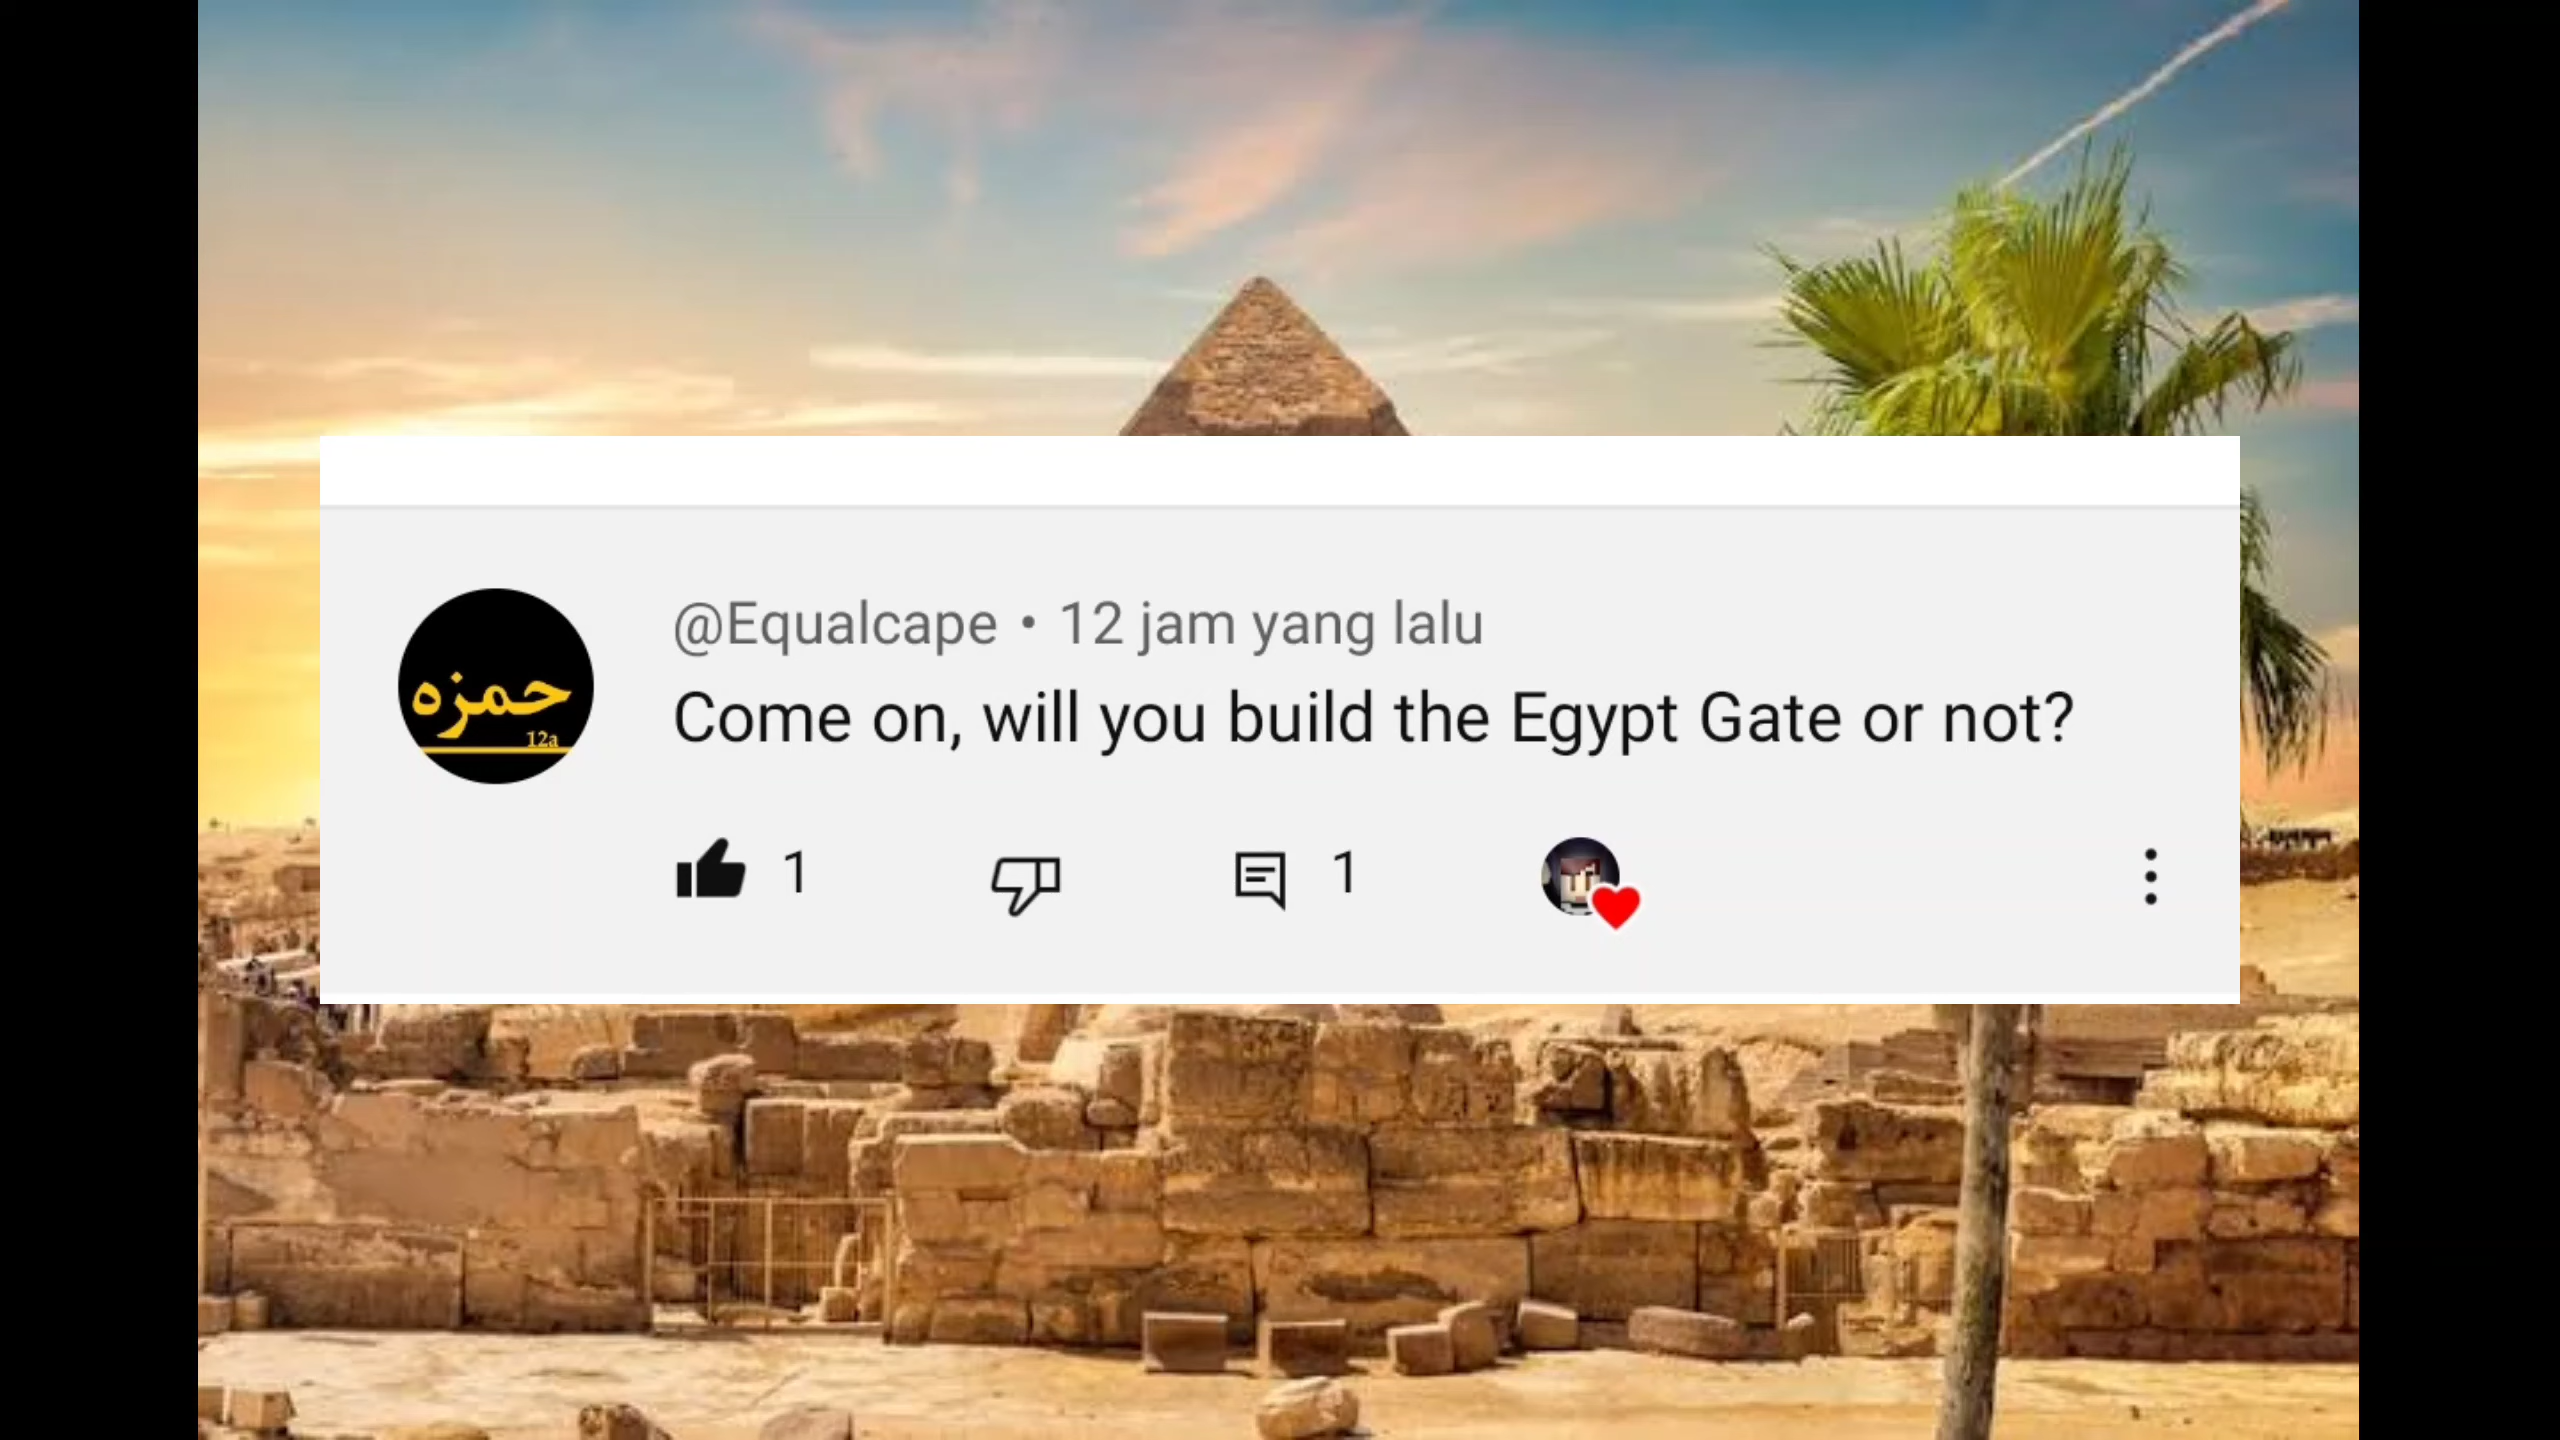 حمزه
12a
@Equalcape • 12 jam yang lalu
Come on, will you build the Egypt Gate or not?
1
1